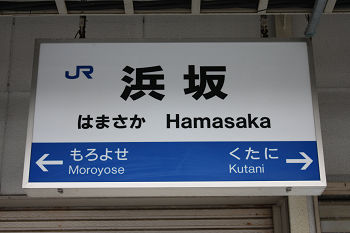 JR
浜坂
はまさか Hamasaka
← もろよせ くたに →
Moroyose Kutani